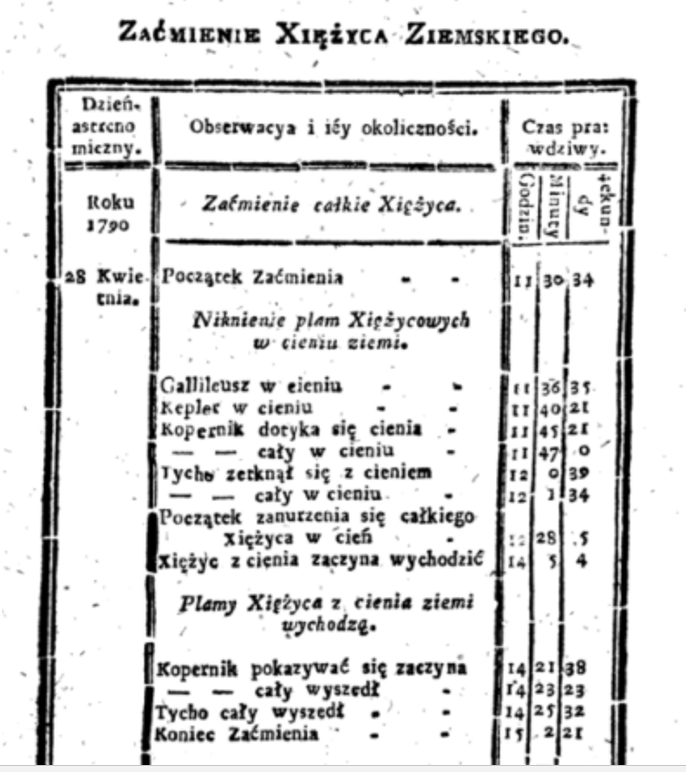 ZAĆMIENIE XIĘŻYCA ZIEMSKIEGO.
Dzień astronomiczny. Obserwacya i iéy okoliczności. Czas prawdziwy.
Roku 1790 Zaćmienie całkie Xiężyca. Godzin. Minuty Sekundy
28 Kwie- Początek Zaćmienia - - 11 30 34
tnia.
Niknienie plam Xiężycowych
w cieniu ziemi.
Gallileusz w cieniu - - 11 36 35
Kepler w cieniu - - 11 40 21
Kopernik dotyka się cienia - 11 45 21
— — cały w cieniu - 11 47 0
Tycho zetknął się z cieniem 12 0 39
— — cały w cieniu - 12 1 34
Początek zanurzenia się całkiego
Xiężyca w cień - 12 28 5
Xiężyc z cienia zaczyna wychodzić 14 5 4
Plamy Xiężyca z cienia ziemi
wychodzą.
Kopernik pokazywać się zaczyna 14 21 38
— — cały wyszedł - 14 23 23
Tycho cały wyszedł - - 14 25 32
Koniec Zaćmienia - - 15 2 21